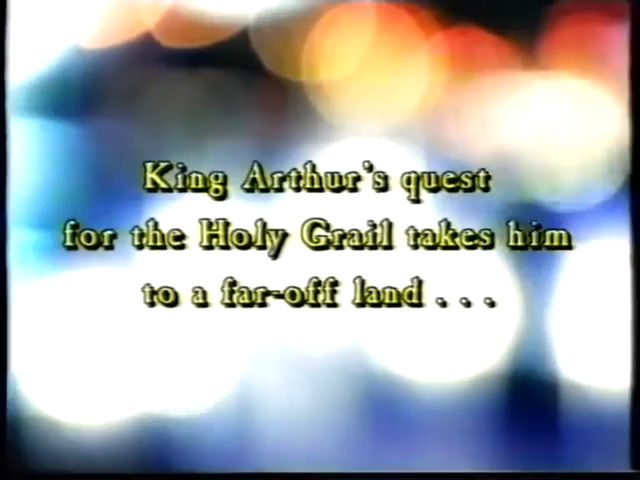 King Arthur's quest
for the Holy Grail takes him
to a far-off land . . .